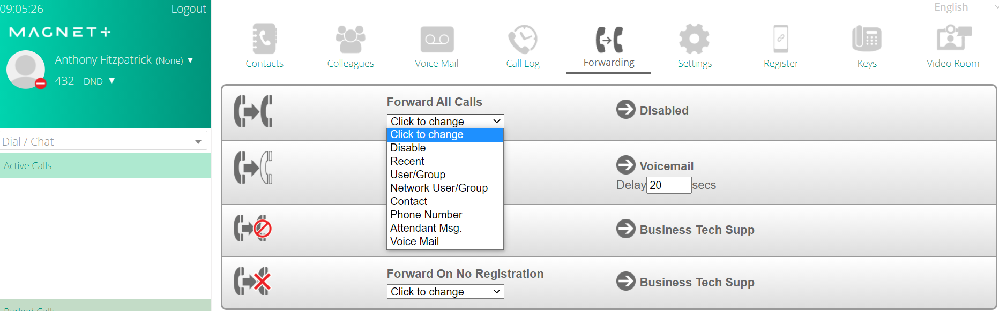 09:05:26 Logout
MAGNET+
Anthony Fitzpatrick (None)
432 DND
Dial / Chat
Active Calls
Parked Calls
English
Contacts
Colleagues
Voice Mail
Call Log
Forwarding
Settings
Register
Keys
Video Room
Forward All Calls
Click to change
Click to change
Disable
Recent
User/Group
Network User/Group
Contact
Phone Number
Attendant Msg.
Voice Mail
Disabled
Voicemail
Delay 20 secs
Business Tech Supp
Forward On No Registration
Click to change
Business Tech Supp